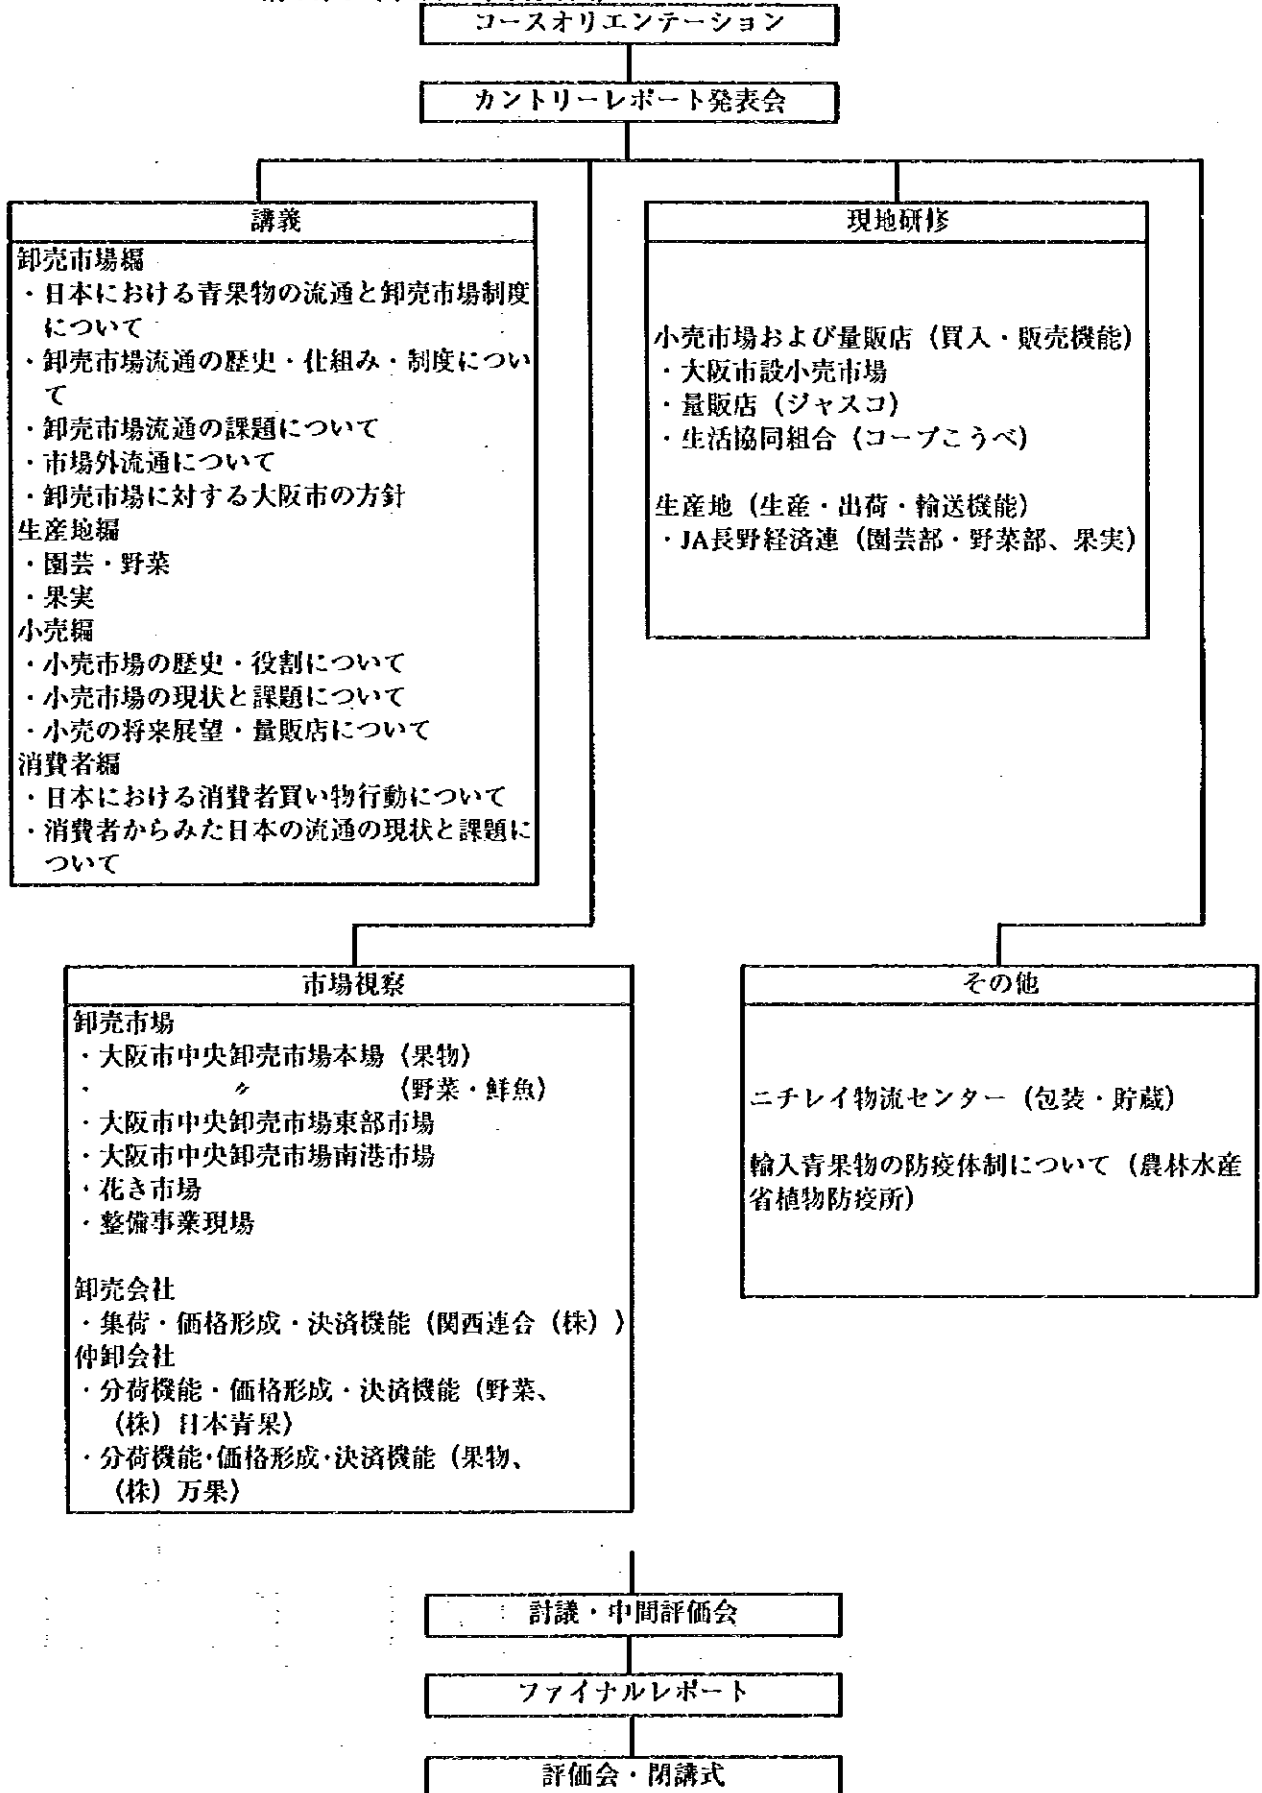 コースオリエンテーション
カントリーレポート発表会
講義
卸売市場編
・日本における青果物の流通と卸売市場制度
について
・卸売市場流通の歴史・仕組み・制度につい
て
・卸売市場流通の課題について
・市場外流通について
・卸売市場に対する大阪市の方針
生産地編
・園芸・野菜
・果実
小売編
・小売市場の歴史・役割について
・小売市場の現状と課題について
・小売の将来展望・量販店について
消費者編
・日本における消費者買い物行動について
・消費者からみた日本の流通の現状と課題に
ついて
現地研修
小売市場および量販店（買入・販売機能）
・大阪市設小売市場
・量販店（ジャスコ）
・生活協同組合（コープこうべ）
生産地（生産・出荷・輸送機能）
・JA長野経済連（園芸部・野菜部、果実）
市場視察
卸売市場
・大阪市中央卸売市場本場（果物）
・　　　　〃　　　　（野菜・鮮魚）
・大阪市中央卸売市場東部市場
・大阪市中央卸売市場南港市場
・花き市場
・整備事業現場
卸売会社
・集荷・価格形成・決済機能（関西連合（株））
仲卸会社
・分荷機能・価格形成・決済機能（野菜、
（株）日本青果）
・分荷機能・価格形成・決済機能（果物、
（株）万果）
その他
ニチレイ物流センター（包装・貯蔵）
輸入青果物の防疫体制について（農林水産
省植物防疫所）
討議・中間評価会
ファイナルレポート
評価会・閉講式